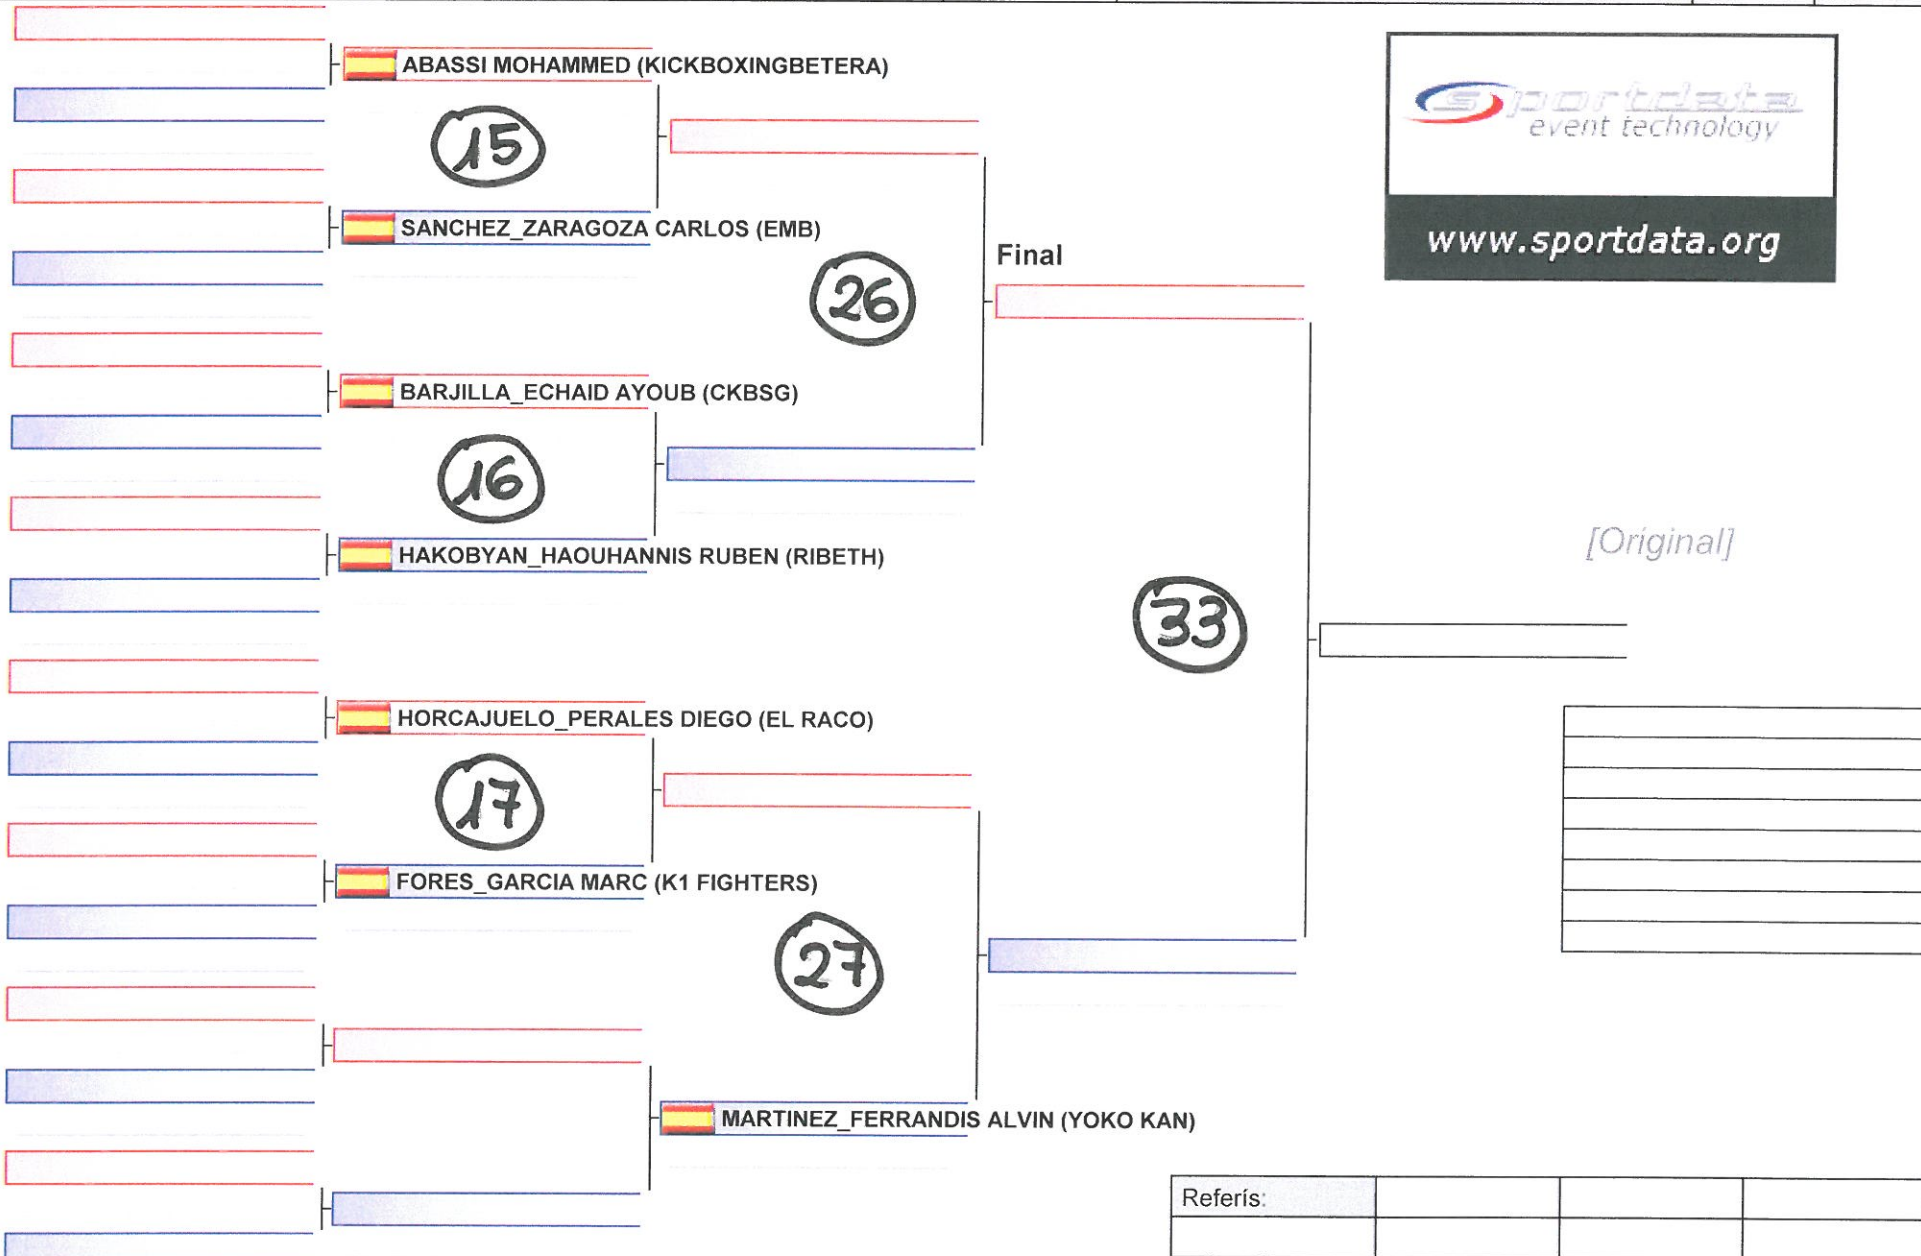 ABASSI MOHAMMED (KICKBOXINGBETERA)
15
SANCHEZ_ZARAGOZA CARLOS (EMB)
26
BARJILLA_ECHAID AYOUB (CKBSG)
16
HAKOBYAN_HAOUHANNIS RUBEN (RIBETH)
HORCAJUELO_PERALES DIEGO (EL RACO)
17
FORES_GARCIA MARC (K1 FIGHTERS)
27
MARTINEZ_FERRANDIS ALVIN (YOKO KAN)
Final
33
sportdata
event technology
www.sportdata.org
[Original]
Referís: